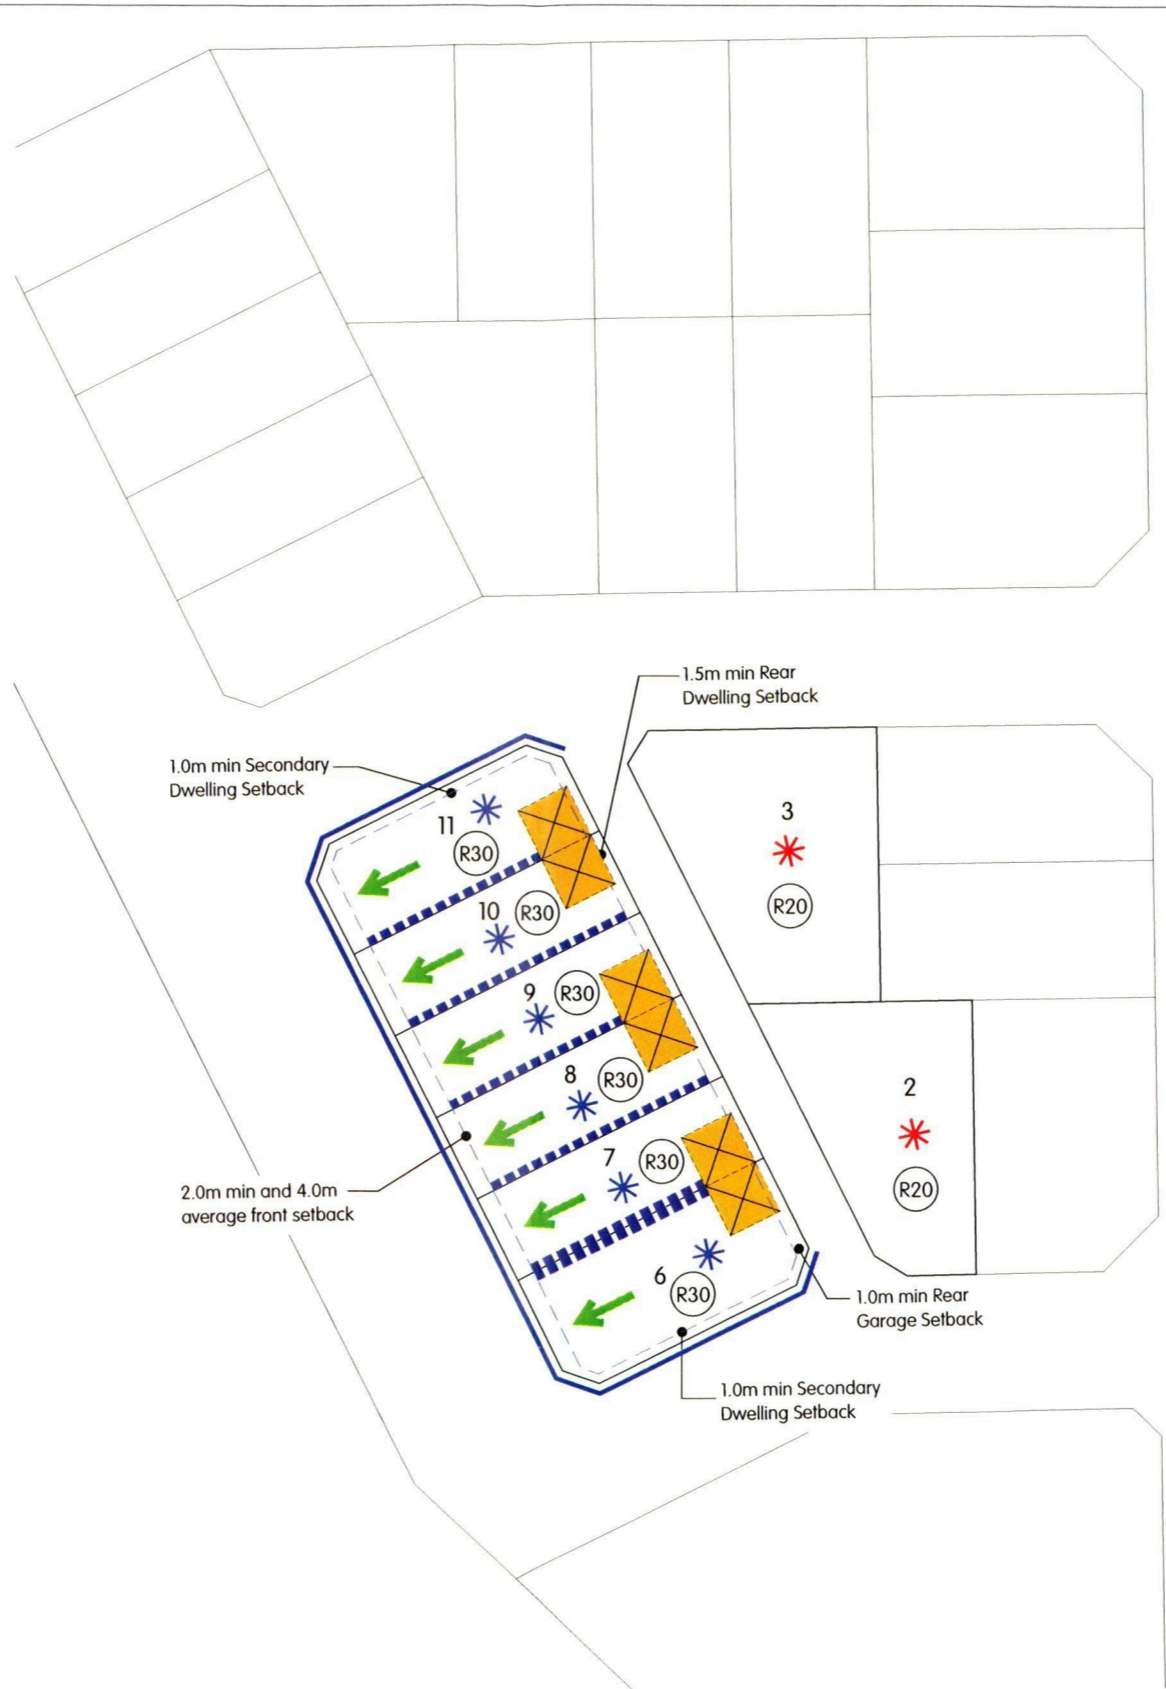 1.5m min Rear
Dwelling Setback
1.0m min Secondary
Dwelling Setback
3
R20
11
R30
10
R30
9
R30
8
R30
2
R20
7
R30
2.0m min and 4.0m
average front setback
6
R30
1.0m min Rear
Garage Setback
1.0m min Secondary
Dwelling Setback